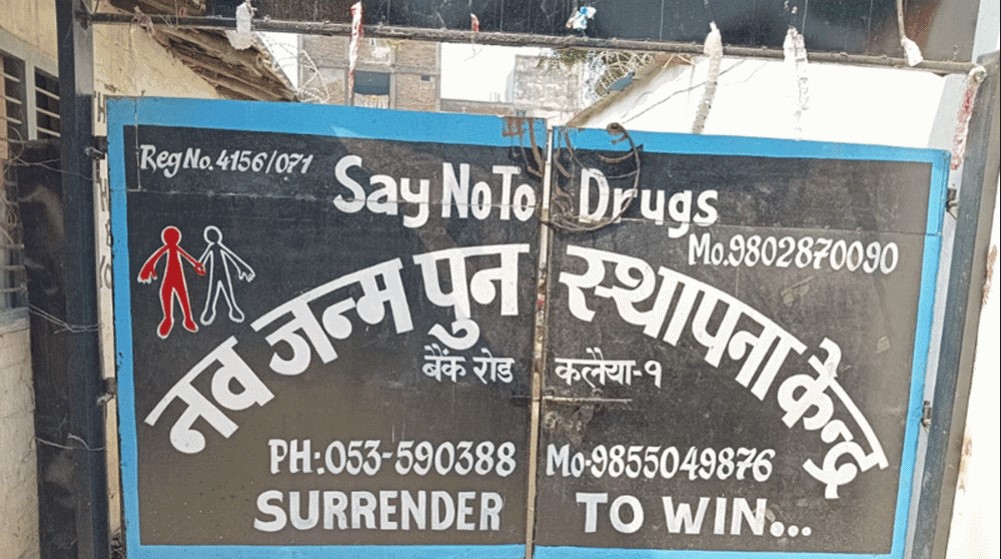 Reg No. 4156/071
Say No To Drugs
Mo.9802870090
नव जन्म पुन स्थापना केन्द्र
बैंक रोड कलैया-१
PH:053-590388 Mo-9855049876
SURRENDER TO WIN...